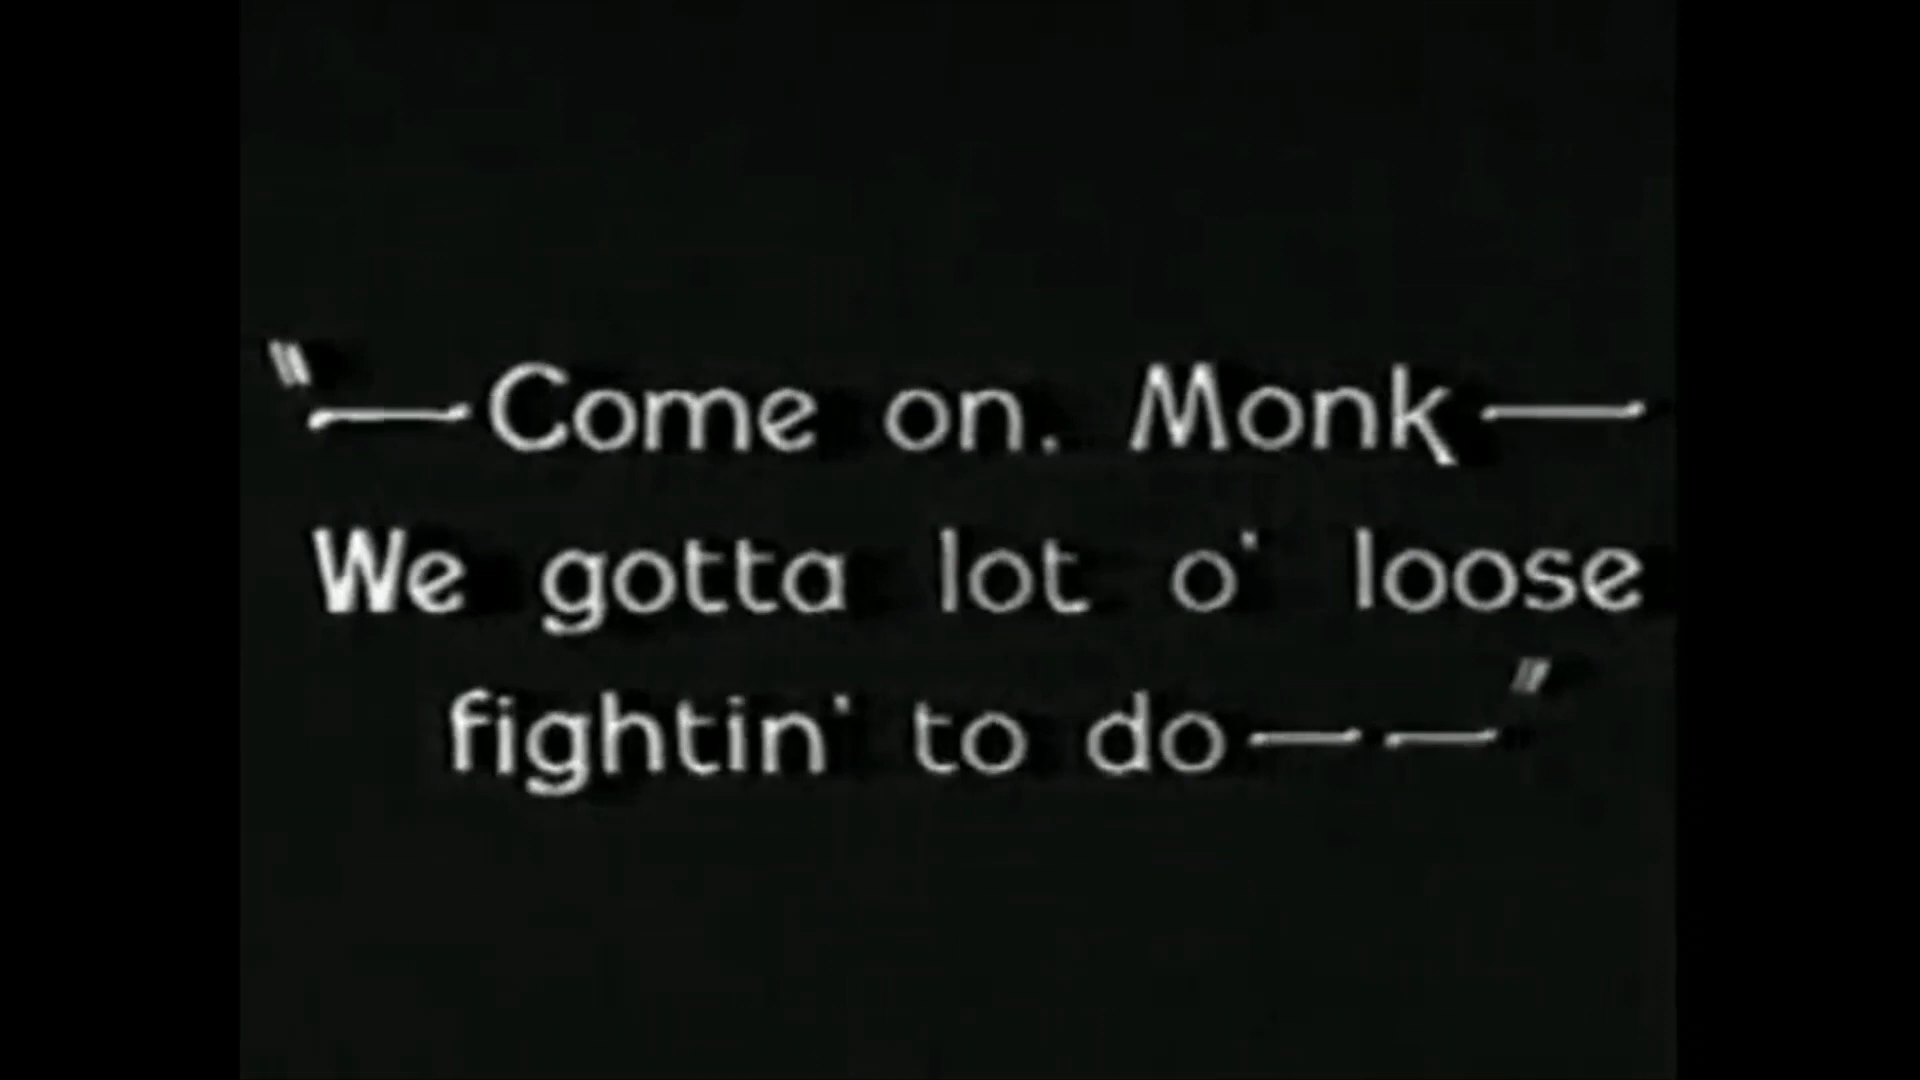 "—Come on. Monk—
We gotta lot o' loose
fightin' to do— —"